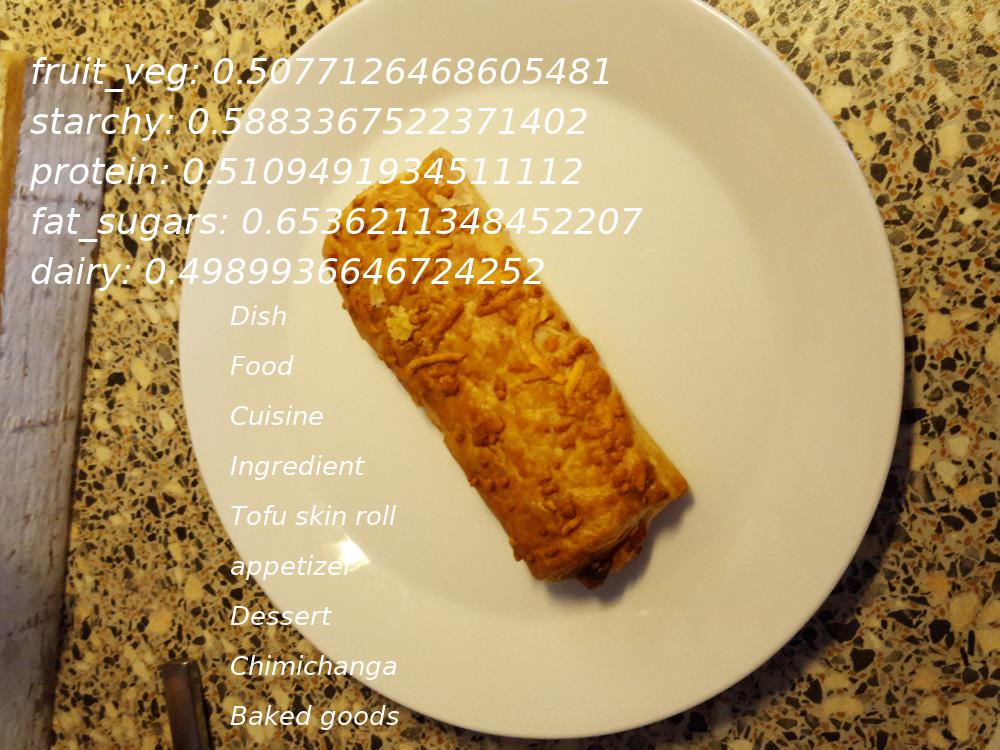 fruit_veg: 0.5077126468605481
starchy: 0.5883367522371402
protein: 0.5109491934511112
fat_sugars: 0.6536211348452207
dairy: 0.4989936646724252
Dish
Food
Cuisine
Ingredient
Tofu skin roll
appetizer
Dessert
Chimichanga
Baked goods